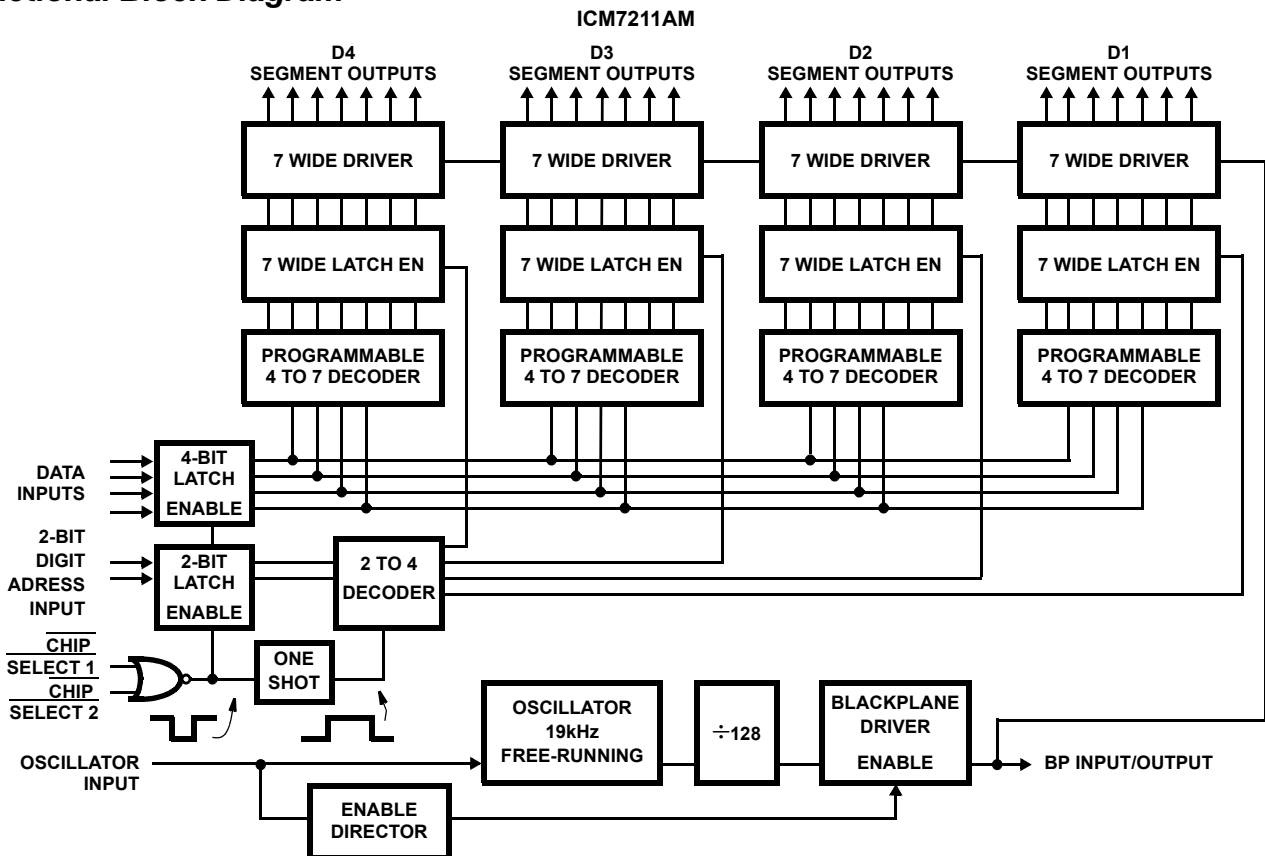 ICM7211AM
D4
SEGMENT OUTPUTS
D3
SEGMENT OUTPUTS
D2
SEGMENT OUTPUTS
D1
SEGMENT OUTPUTS
7 WIDE DRIVER
7 WIDE DRIVER
7 WIDE DRIVER
7 WIDE DRIVER
7 WIDE LATCH EN
7 WIDE LATCH EN
7 WIDE LATCH EN
7 WIDE LATCH EN
PROGRAMMABLE
4 TO 7 DECODER
PROGRAMMABLE
4 TO 7 DECODER
PROGRAMMABLE
4 TO 7 DECODER
PROGRAMMABLE
4 TO 7 DECODER
DATA
INPUTS
4-BIT
LATCH
ENABLE
2-BIT
DIGIT
ADRESS
INPUT
2-BIT
LATCH
ENABLE
2 TO 4
DECODER
CHIP
SELECT 1
CHIP
SELECT 2
ONE
SHOT
OSCILLATOR
INPUT
OSCILLATOR
19kHz
FREE-RUNNING
÷128
BLACKPLANE
DRIVER
ENABLE
BP INPUT/OUTPUT
ENABLE
DIRECTOR